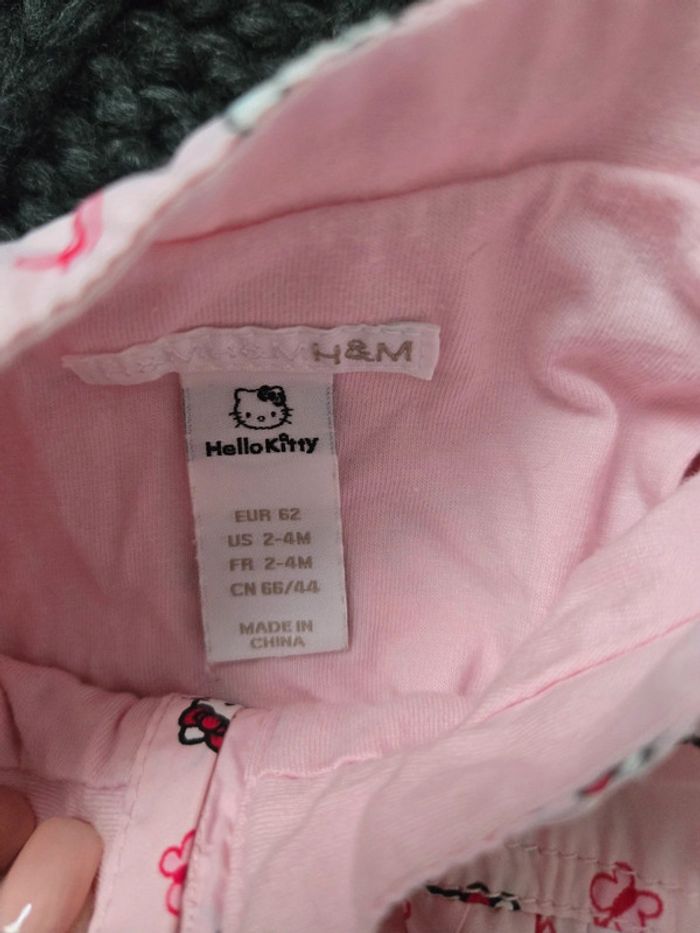 H&M
Hello Kitty
EUR 62
US 2-4M
FR 2-4M
CN 66/44
MADE IN
CHINA